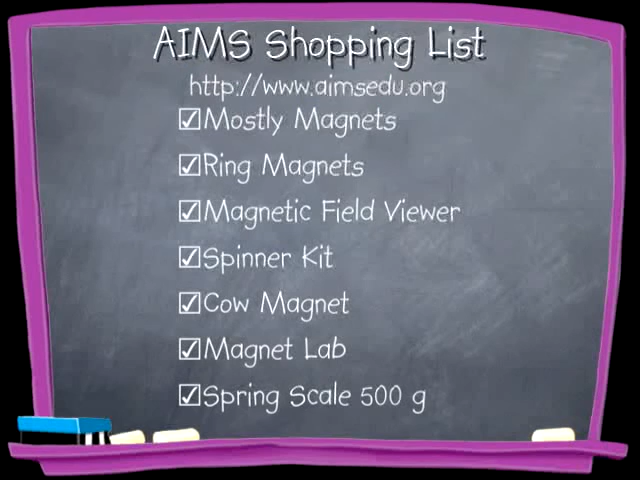 AIMS Shopping List
http://www.aimsedu.org
☑Mostly Magnets
☑Ring Magnets
☑Magnetic Field Viewer
☑Spinner Kit
☑Cow Magnet
☑Magnet Lab
☑Spring Scale 500 g